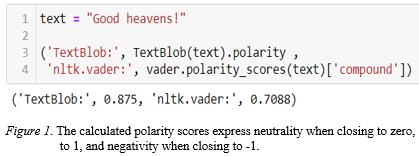 1 text = "Good heavens!"
2
3 ('TextBlob:', TextBlob(text).polarity ,
4 'nltk.vader:', vader.polarity_scores(text)['compound'])
('TextBlob:', 0.875, 'nltk.vader:', 0.7088)
Figure 1. The calculated polarity scores express neutrality when closing to zero,
to 1, and negativity when closing to -1.